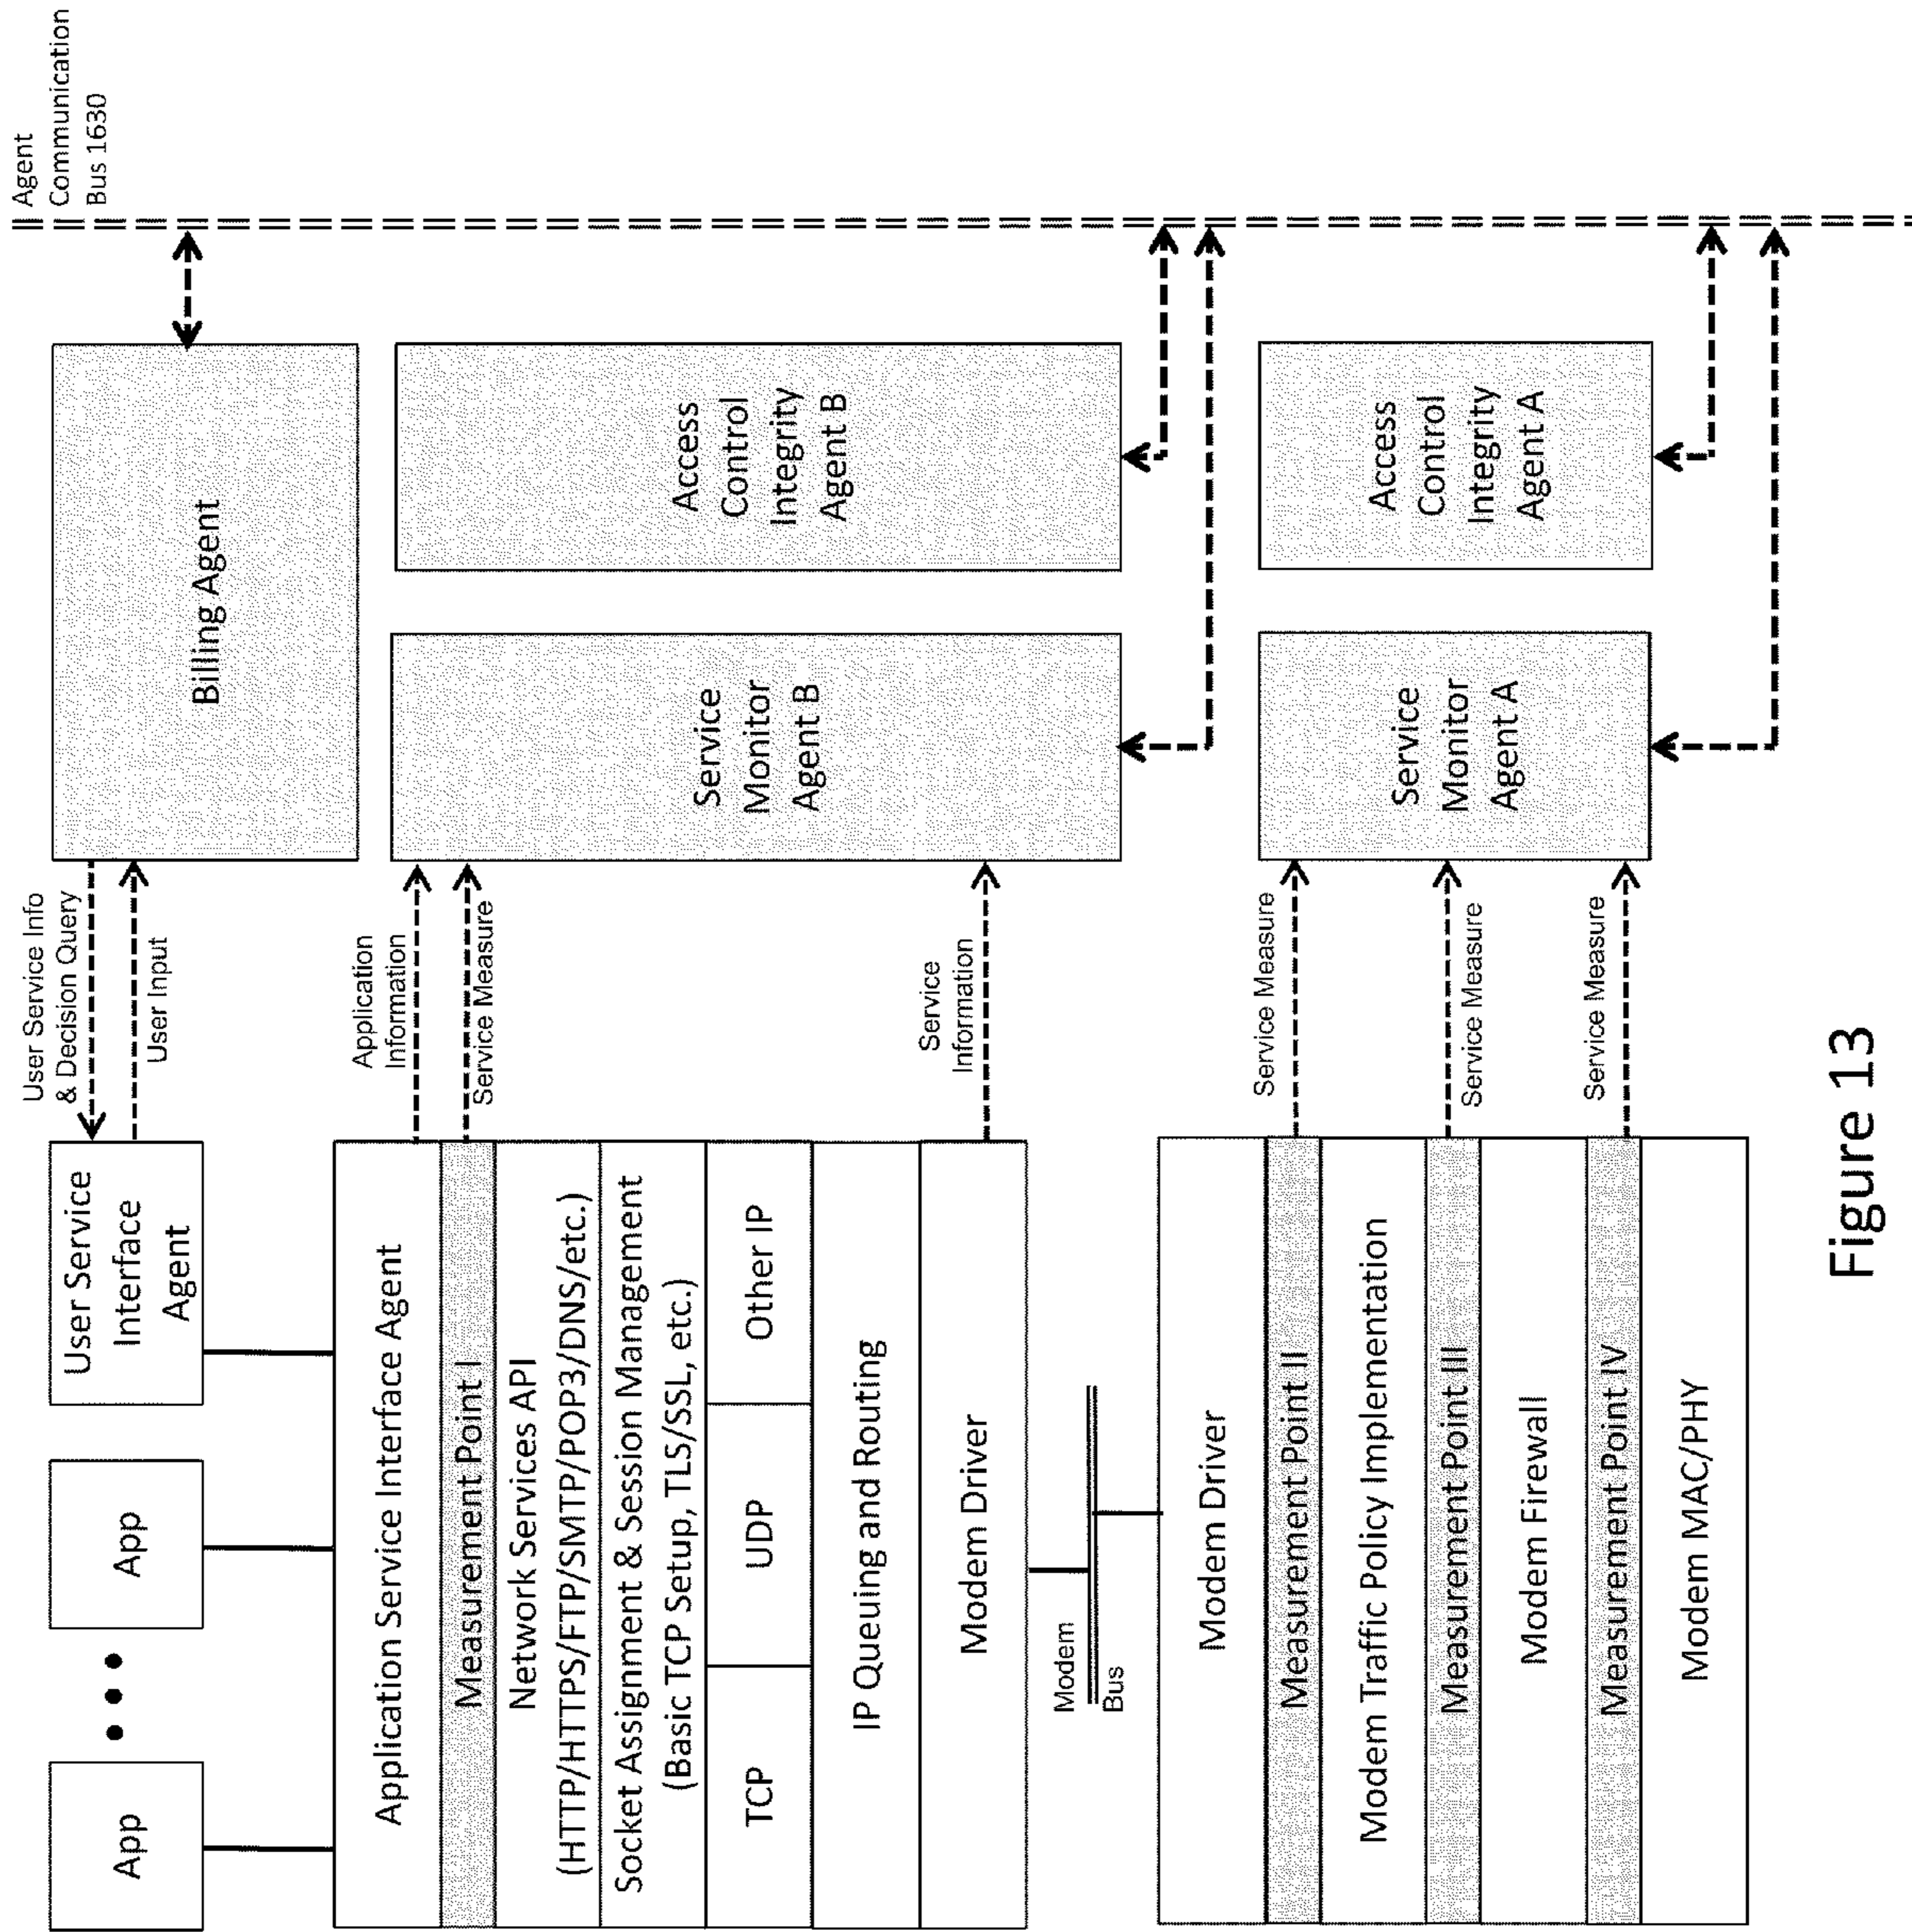 Agent
Communication
Bus 1630
User Service Info
& Decision Query
User Input
Billing Agent
App
App
User Service
Interface
Agent
Application Service Interface Agent
Application
Information
Measurement Point I
Service Measure
Network Services API
(HTTP/HTTPS/FTP/SMTP/POP3/DNS/etc.)
Socket Assignment & Session Management
(Basic TCP Setup, TLS/SSL, etc.)
TCP
UDP
Other IP
IP Queuing and Routing
Modem Driver
Service
Information
Service
Monitor
Agent B
Access
Control
Integrity
Agent B
Modem
Bus
Modem Driver
Measurement Point II
Service Measure
Modem Traffic Policy Implementation
Measurement Point III
Service Measure
Modem Firewall
Measurement Point IV
Service Measure
Modem MAC/PHY
Service
Monitor
Agent A
Access
Control
Integrity
Agent A
Figure 13